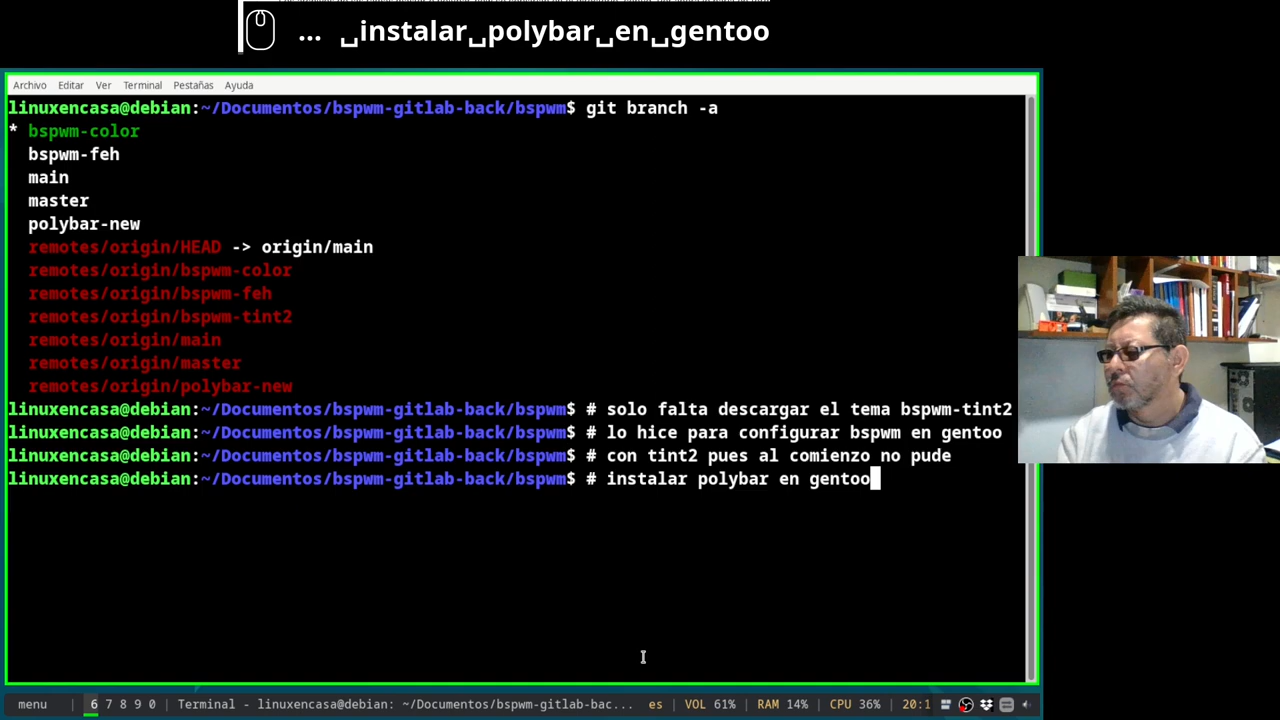 ... ␣instalar␣polybar␣en␣gentoo
Archivo Editar Ver Terminal Pestañas Ayuda
linuxencasa@debian:~/Documentos/bspwm-gitlab-back/bspwm$ git branch -a
* bspwm-color
bspwm-feh
main
master
polybar-new
remotes/origin/HEAD -> origin/main
remotes/origin/bspwm-color
remotes/origin/bspwm-feh
remotes/origin/bspwm-tint2
remotes/origin/main
remotes/origin/master
remotes/origin/polybar-new
linuxencasa@debian:~/Documentos/bspwm-gitlab-back/bspwm$ # solo falta descargar el tema bspwm-tint2
linuxencasa@debian:~/Documentos/bspwm-gitlab-back/bspwm$ # lo hice para configurar bspwm en gentoo
linuxencasa@debian:~/Documentos/bspwm-gitlab-back/bspwm$ # con tint2 pues al comienzo no pude
linuxencasa@debian:~/Documentos/bspwm-gitlab-back/bspwm$ # instalar polybar en gentoo
menu | 6 7 8 9 0 | Terminal - linuxencasa@debian: ~/Documentos/bspwm-gitlab-bac... es | VOL 61% | RAM 14% | CPU 36% | 20:1